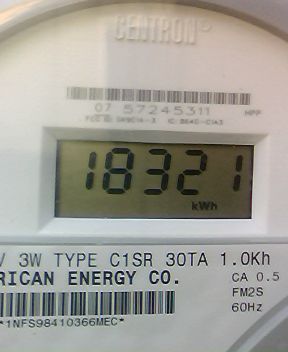 CENTRON®
07 57245311 HPP
18321
kWh
V 3W TYPE C1SR 30TA 1.0Kh
RICAN ENERGY CO. CA 0.5
FM2S
60Hz
*1NFS98410366MEC*